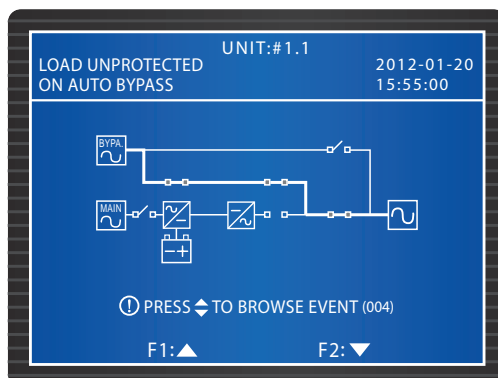 UNIT:#1.1
LOAD UNPROTECTED
ON AUTO BYPASS
2012-01-20
15:55:00
BYPA.
MAIN
PRESS TO BROWSE EVENT (004)
F1: F2: